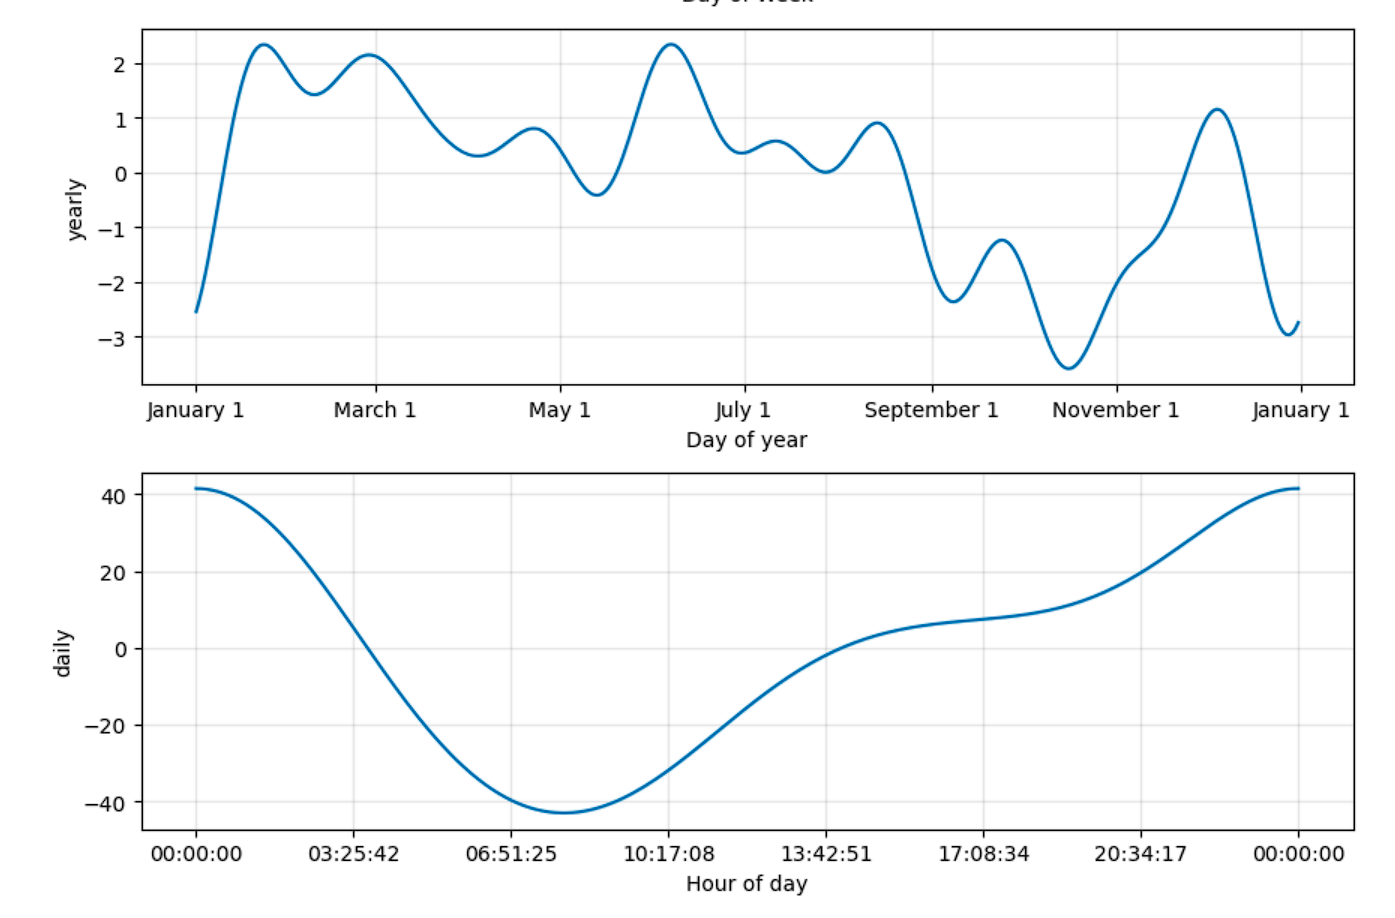 2
1
0
−1
−2
−3
yearly
January 1 March 1 May 1 July 1 September 1 November 1 January 1
Day of year
40
20
0
−20
−40
daily
00:00:00 03:25:42 06:51:25 10:17:08 13:42:51 17:08:34 20:34:17 00:00:00
Hour of day